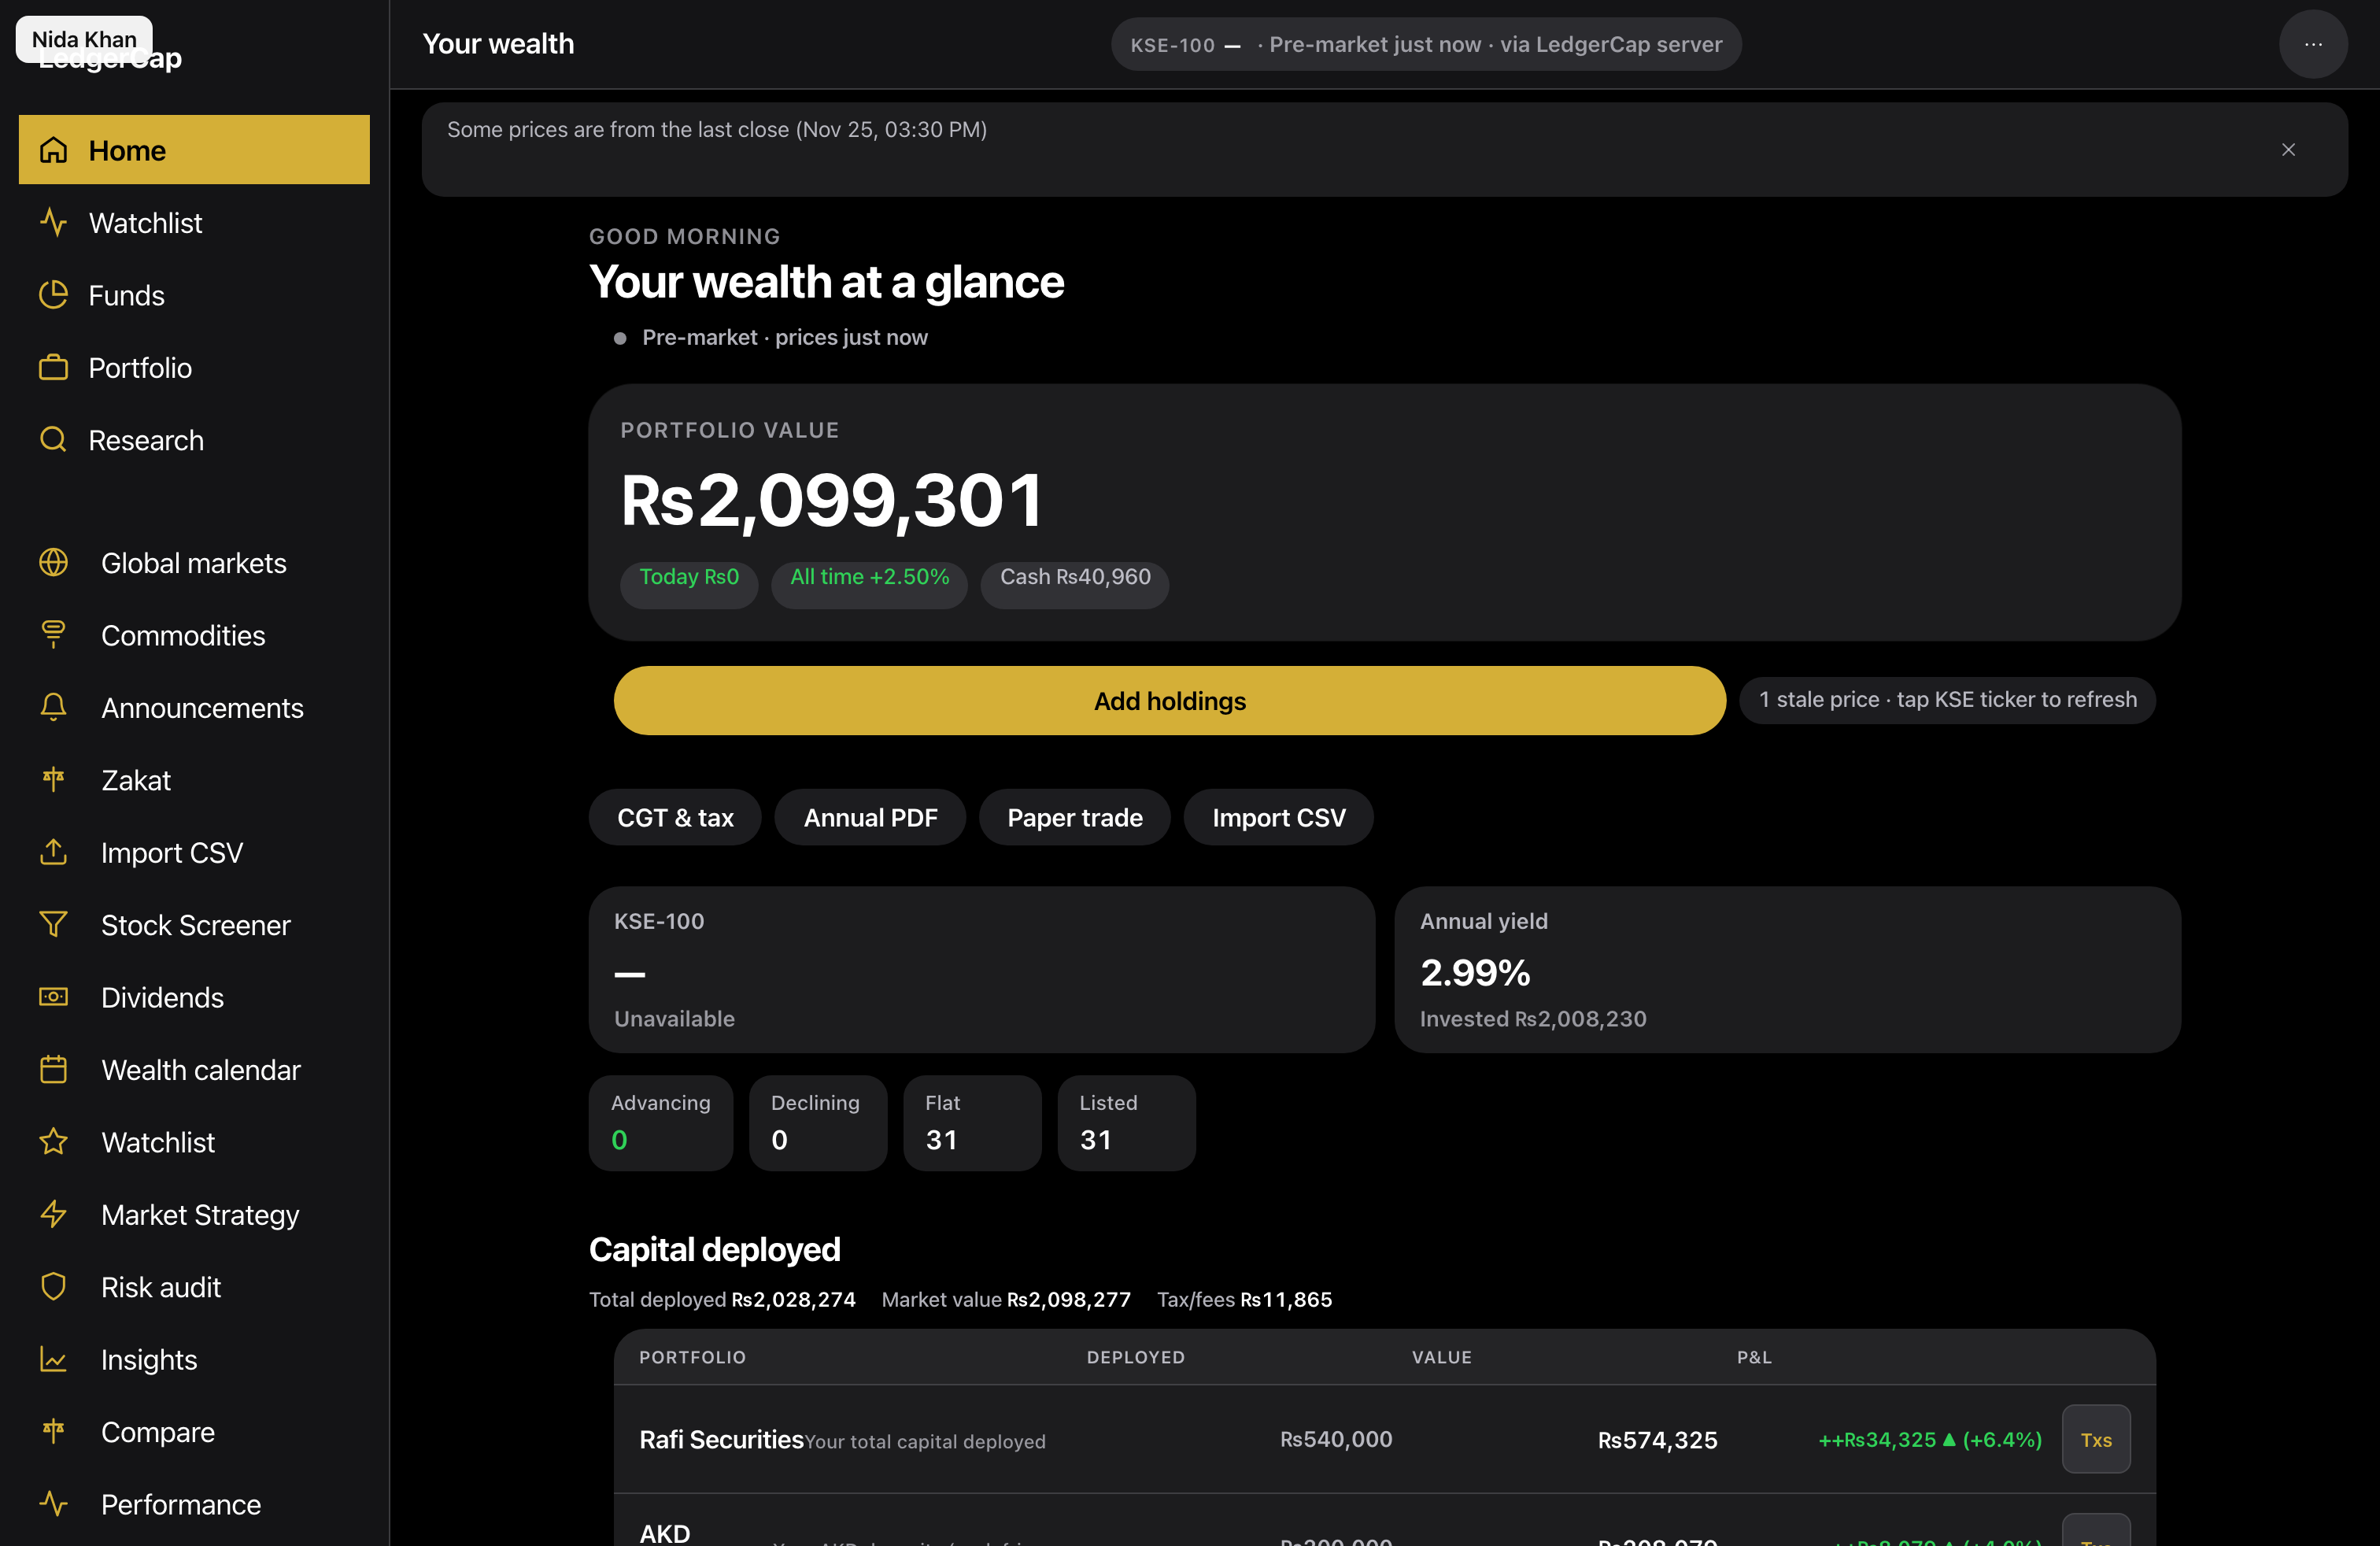 Nida Khan
LedgerCap
Home
Watchlist
Funds
Portfolio
Research
Global markets
Commodities
Announcements
Zakat
Import CSV
Stock Screener
Dividends
Wealth calendar
Watchlist
Market Strategy
Risk audit
Insights
Compare
Performance
Your wealth
KSE-100 — · Pre-market just now · via LedgerCap server
...
Some prices are from the last close (Nov 25, 03:30 PM)
GOOD MORNING
Your wealth at a glance
Pre-market · prices just now
PORTFOLIO VALUE
₨2,099,301
Today ₨0 All time +2.50% Cash ₨40,960
Add holdings
1 stale price · tap KSE ticker to refresh
CGT & tax Annual PDF Paper trade Import CSV
KSE-100
—
Unavailable
Annual yield
2.99%
Invested ₨2,008,230
Advancing
0
Declining
0
Flat
31
Listed
31
Capital deployed
Total deployed ₨2,028,274 Market value ₨2,098,277 Tax/fees ₨11,865
PORTFOLIO DEPLOYED VALUE P&L
Rafi Securities Your total capital deployed ₨540,000 ₨574,325 ++₨34,325 ▲ (+6.4%) Txs
AKD